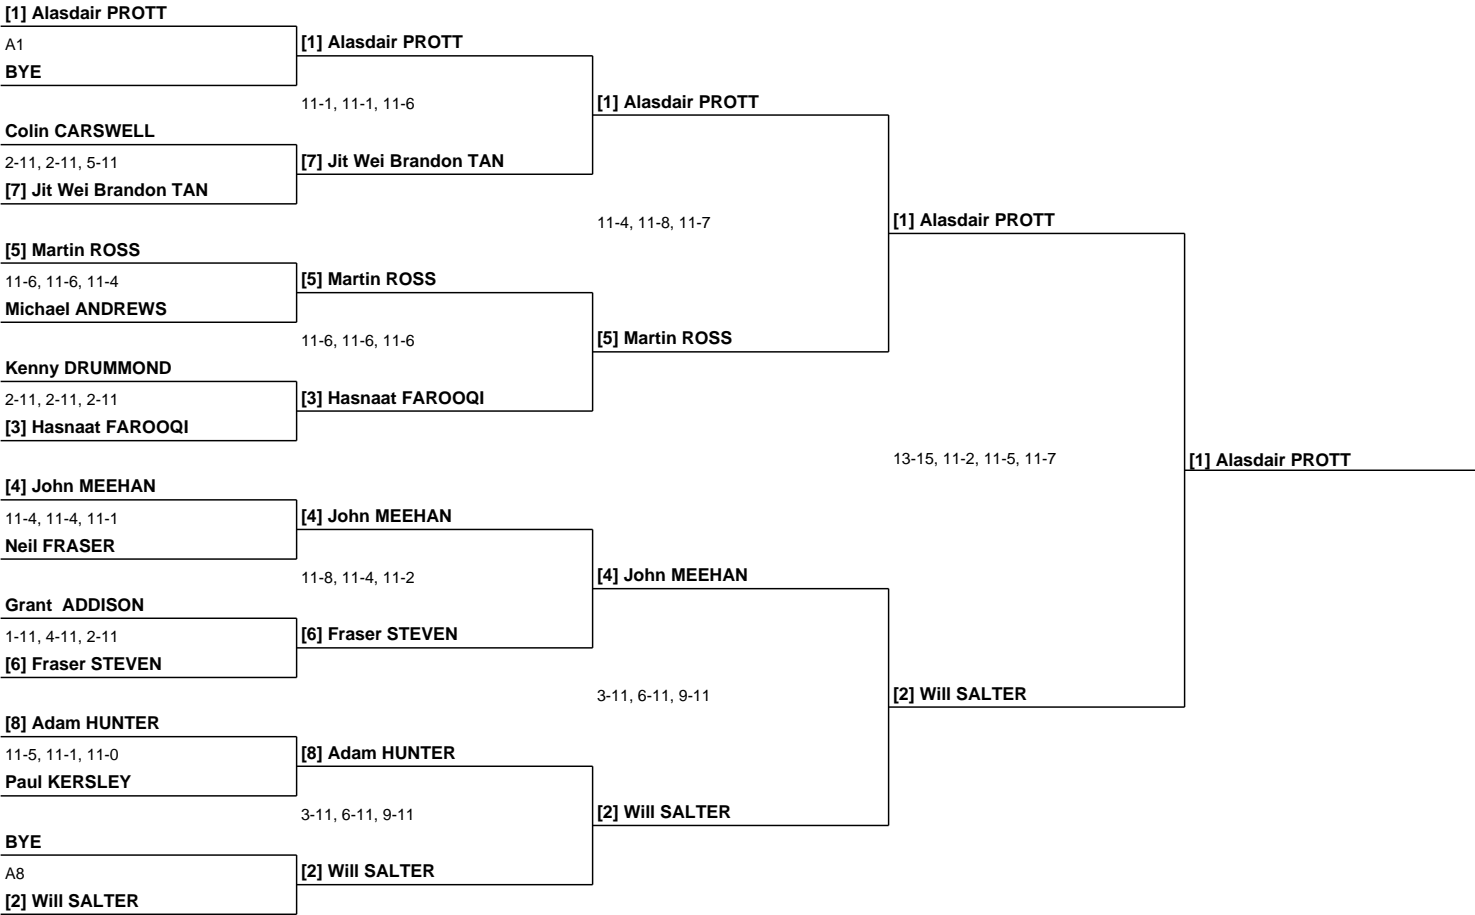 [1] Alasdair PROTT
A1
BYE
Colin CARSWELL
2-11, 2-11, 5-11
[7] Jit Wei Brandon TAN
[5] Martin ROSS
11-6, 11-6, 11-4
Michael ANDREWS
Kenny DRUMMOND
2-11, 2-11, 2-11
[3] Hasnaat FAROOQI
[4] John MEEHAN
11-4, 11-4, 11-1
Neil FRASER
Grant ADDISON
1-11, 4-11, 2-11
[6] Fraser STEVEN
[8] Adam HUNTER
11-5, 11-1, 11-0
Paul KERSLEY
BYE
A8
[2] Will SALTER
[1] Alasdair PROTT
11-1, 11-1, 11-6
[7] Jit Wei Brandon TAN
[5] Martin ROSS
11-6, 11-6, 11-6
[3] Hasnaat FAROOQI
[4] John MEEHAN
11-8, 11-4, 11-2
[6] Fraser STEVEN
[8] Adam HUNTER
3-11, 6-11, 9-11
[2] Will SALTER
[1] Alasdair PROTT
11-4, 11-8, 11-7
[5] Martin ROSS
[4] John MEEHAN
3-11, 6-11, 9-11
[2] Will SALTER
[1] Alasdair PROTT
13-15, 11-2, 11-5, 11-7
[2] Will SALTER
[1] Alasdair PROTT